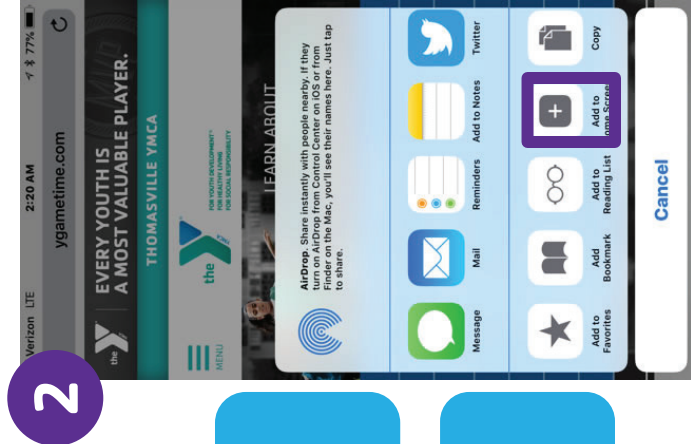 2
Verizon LTE 2:20 AM 77%
ygametime.com
the
EVERY YOUTH IS
A MOST VALUABLE PLAYER.
THOMASVILLE YMCA
MENU
the
YMCA
FOR YOUTH DEVELOPMENT®
FOR HEALTHY LIVING
FOR SOCIAL RESPONSIBILITY
LEARN ABOUT
AirDrop. Share instantly with people nearby. If they
turn on AirDrop from Control Center on iOS or from
Finder on the Mac, you'll see their names here. Just tap
to share.
Message
Mail
Reminders
Add to Notes
Twitter
Add to
Favorites
Add
Bookmark
Add to
Reading List
Add to
ome Scree
Copy
Cancel